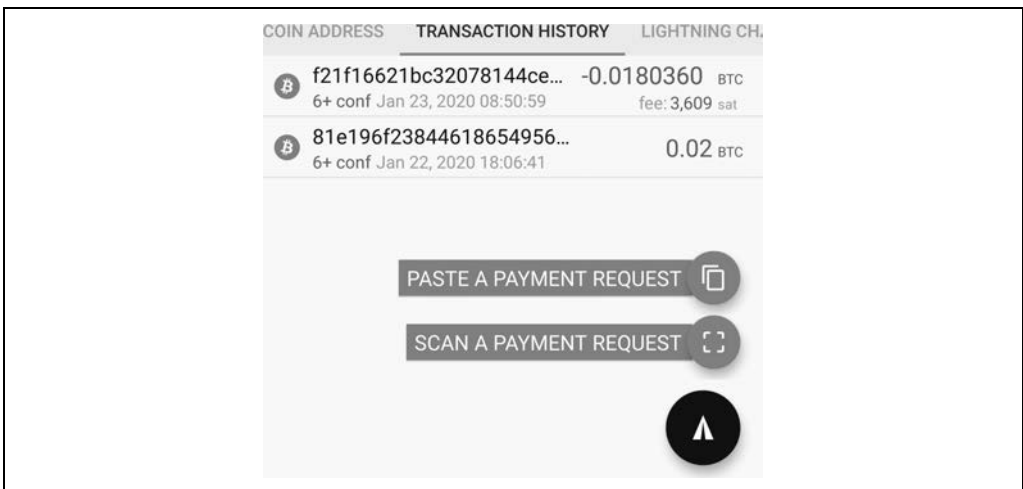 COIN ADDRESS TRANSACTION HISTORY LIGHTNING CH
f21f16621bc32078144ce... -0.0180360 BTC
6+ conf Jan 23, 2020 08:50:59 fee: 3,609 sat
81e196f23844618654956... 0.02 BTC
6+ conf Jan 22, 2020 18:06:41
PASTE A PAYMENT REQUEST
SCAN A PAYMENT REQUEST